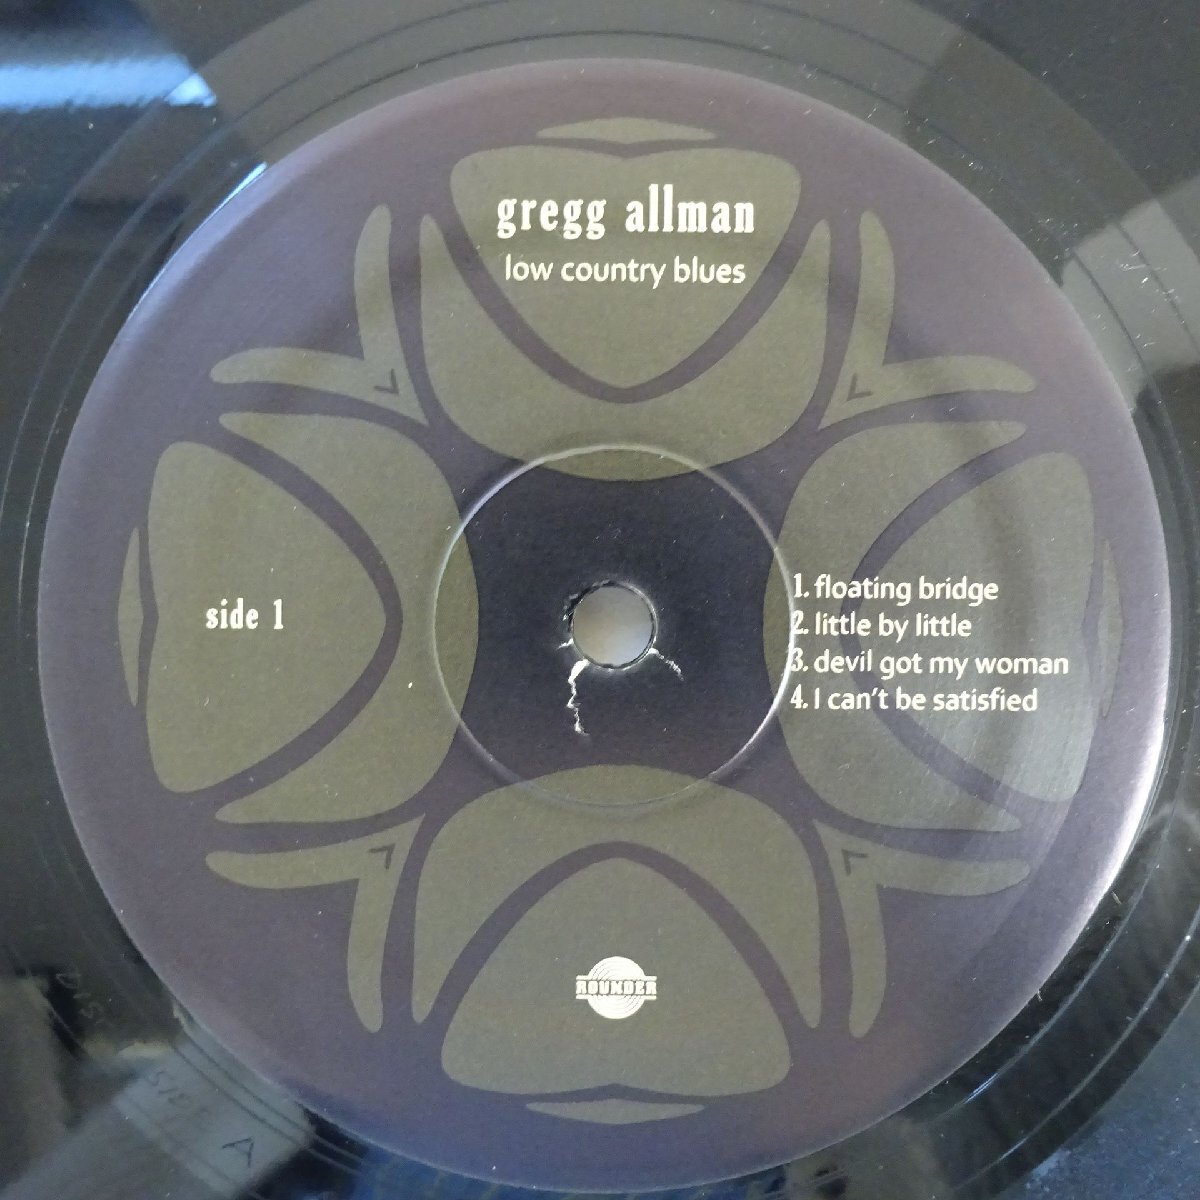 gregg allman
low country blues
side 1
1. floating bridge
2. little by little
3. devil got my woman
4. I can't be satisfied
ROUNDER
SIDE A